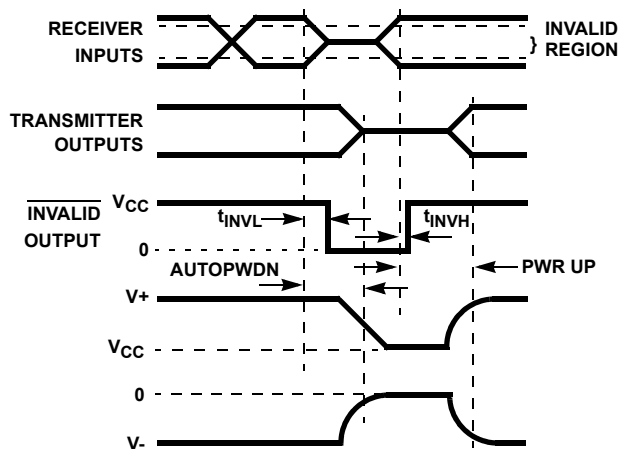 RECEIVER
INPUTS
} INVALID
REGION
TRANSMITTER
OUTPUTS
VCC
INVALID
OUTPUT
0
tINVL
tINVH
AUTOPWDN
PWR UP
V+
VCC
0
V-